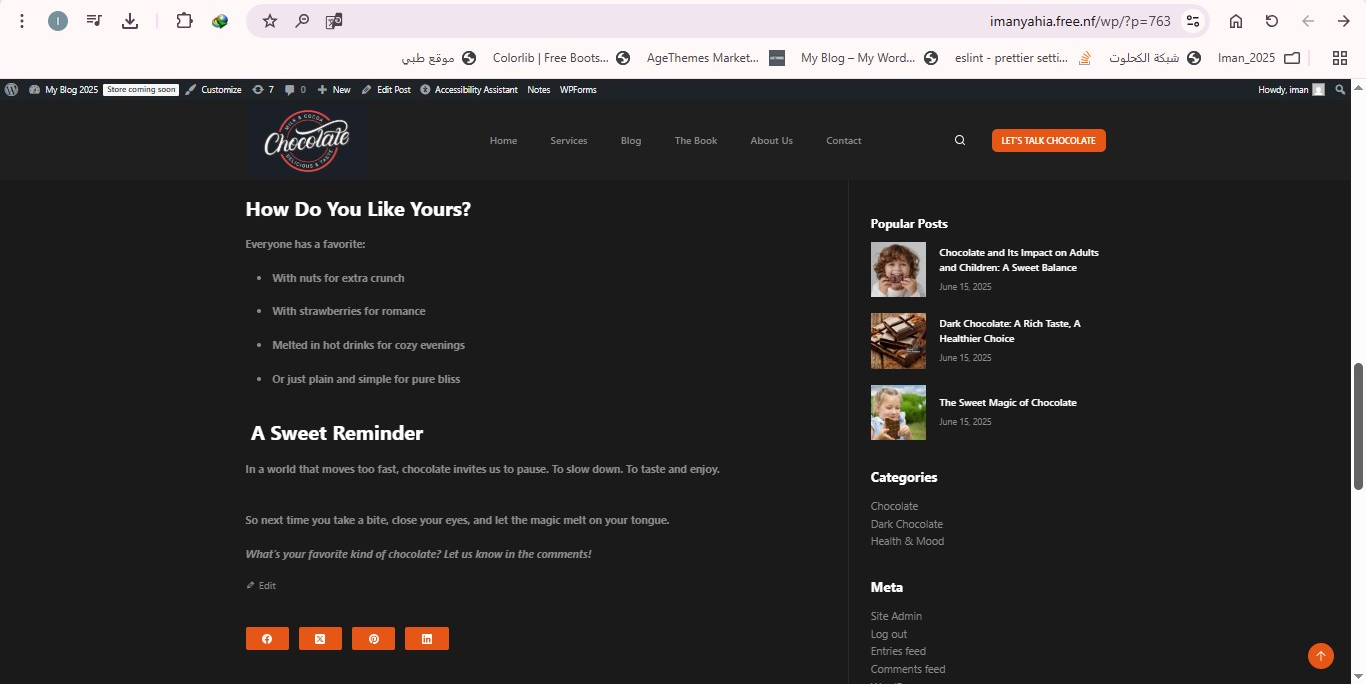 imanyahia.free.nf/wp/?p=763
موقع طبي
Colorlib | Free Boots...
AgeThemes Market...
My Blog – My Word...
eslint - prettier setti...
شبكة الكحلوت
Iman_2025
My Blog 2025
Store coming soon
Customize
7
0
New
Edit Post
Accessibility Assistant
Notes
WPForms
Howdy, iman
MILK & COCOA
Chocolate
DELICIOUS & TASTE
Home
Services
Blog
The Book
About Us
Contact
LET'S TALK CHOCOLATE
How Do You Like Yours?
Everyone has a favorite:
• With nuts for extra crunch
• With strawberries for romance
• Melted in hot drinks for cozy evenings
• Or just plain and simple for pure bliss
A Sweet Reminder
In a world that moves too fast, chocolate invites us to pause. To slow down. To taste and enjoy.
So next time you take a bite, close your eyes, and let the magic melt on your tongue.
What's your favorite kind of chocolate? Let us know in the comments!
Edit
Popular Posts
Chocolate and Its Impact on Adults
and Children: A Sweet Balance
June 15, 2025
Dark Chocolate: A Rich Taste, A
Healthier Choice
June 15, 2025
The Sweet Magic of Chocolate
June 15, 2025
Categories
Chocolate
Dark Chocolate
Health & Mood
Meta
Site Admin
Log out
Entries feed
Comments feed